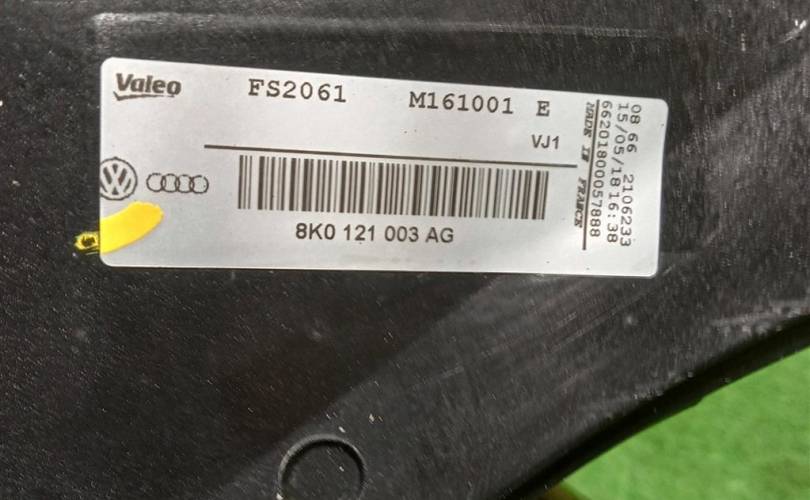 Valeo
FS2061 M161001 E
VJ1
8K0 121 003 AG
MADE IN FRANCE
08 66 2106233
15/05/18 16:38
66201800057888